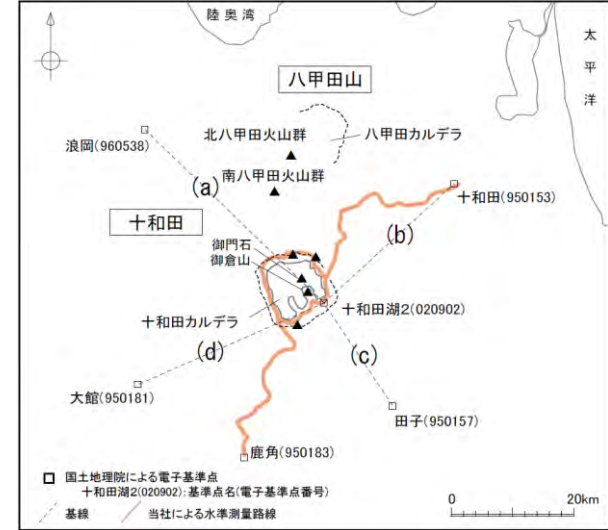 陸奥湾
太平洋
八甲田山
北八甲田火山群
八甲田カルデラ
浪岡(960538)
南八甲田火山群
(a)
十和田(950153)
十和田
(b)
御門石
御倉山
十和田湖2(020902)
十和田カルデラ
(d)
(c)
大館(950181)
田子(950157)
鹿角(950183)
国土地理院による電子基準点
十和田湖2(020902):基準点名(電子基準点番号)
基線
当社による水準測量路線
0
20km